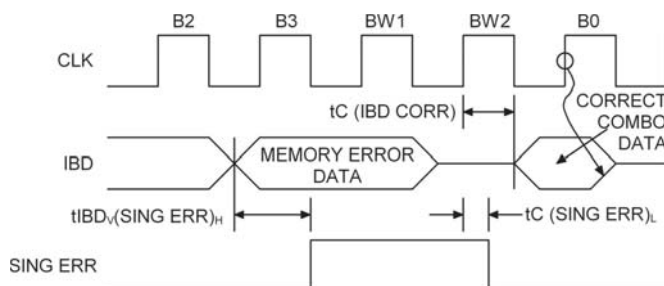 B2 B3 BW1 BW2 B0
CLK
tC (IBD CORR)
CORRECT
COMBO
DATA
IBD
MEMORY ERROR
DATA
tIBDV(SING ERR)H
tC (SING ERR)L
SING ERR